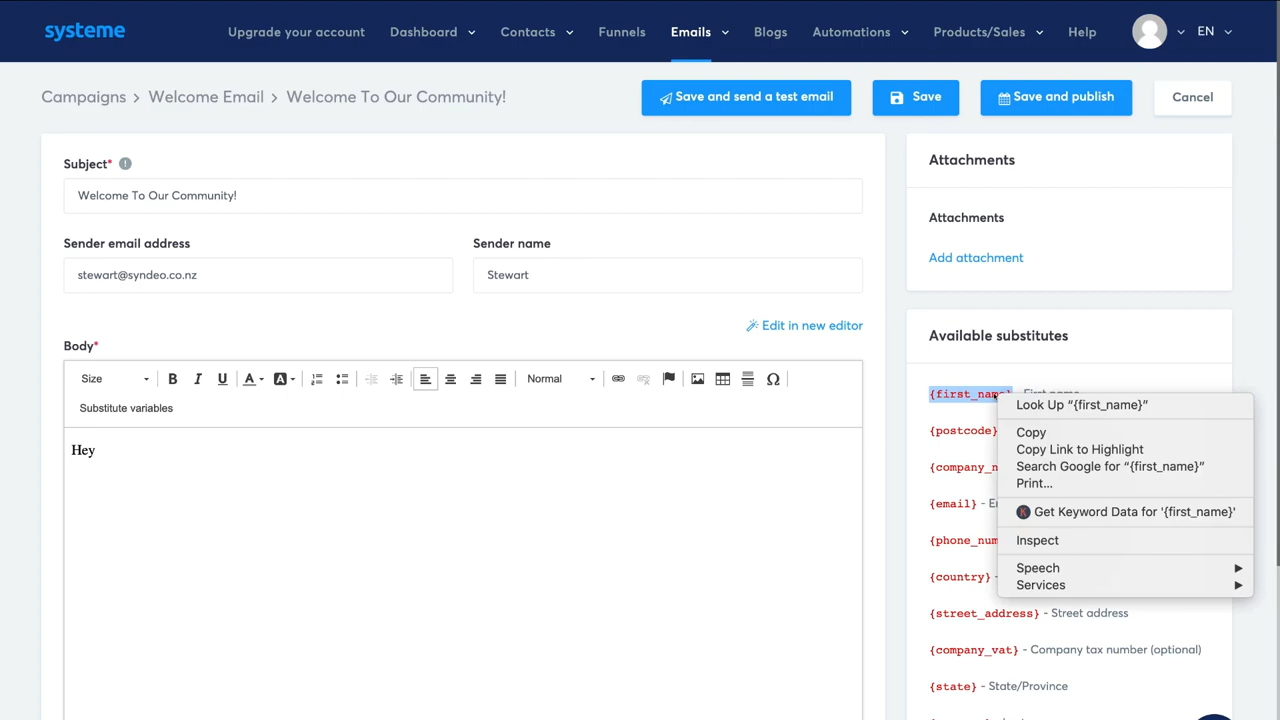 systeme
Upgrade your account
Dashboard
Contacts
Funnels
Emails
Blogs
Automations
Products/Sales
Help
EN
Campaigns > Welcome Email > Welcome To Our Community!
Save and send a test email
Save
Save and publish
Cancel
Subject*
Welcome To Our Community!
Sender email address
Sender name
stewart@syndeo.co.nz
Stewart
Edit in new editor
Body*
Size
B I U A A
Normal
Ω
Substitute variables
Hey
Attachments
Attachments
Add attachment
Available substitutes
{first_name} - First name
{postcode}
{company_n
{email} - E
{phone_num
{country} -
{street_address} - Street address
{company_vat} - Company tax number (optional)
{state} - State/Province
Look Up “{first_name}”
Copy
Copy Link to Highlight
Search Google for “{first_name}”
Print...
K Get Keyword Data for '{first_name}'
Inspect
Speech
Services